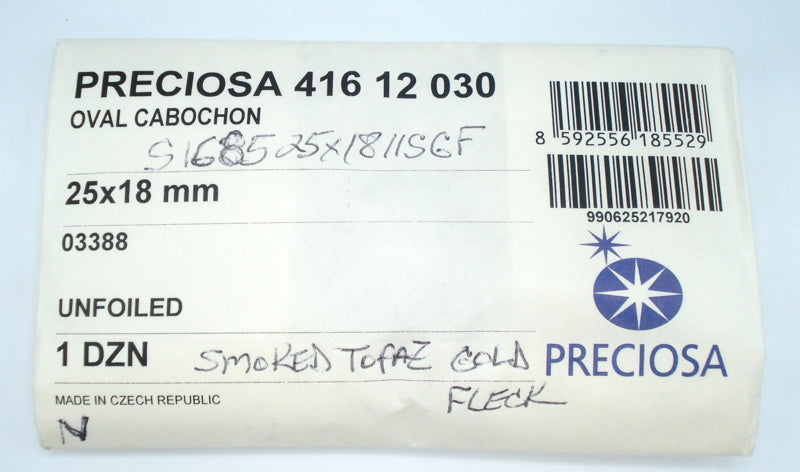 PRECIOSA 416 12 030
OVAL CABOCHON
S1685 25x18 11SGF
25x18 mm
03388
UNFOILED
1 DZN
SMOKED TOPAZ GOLD
FLECK
MADE IN CZECH REPUBLIC
N
8 592556 185529
990625217920
PRECIOSA